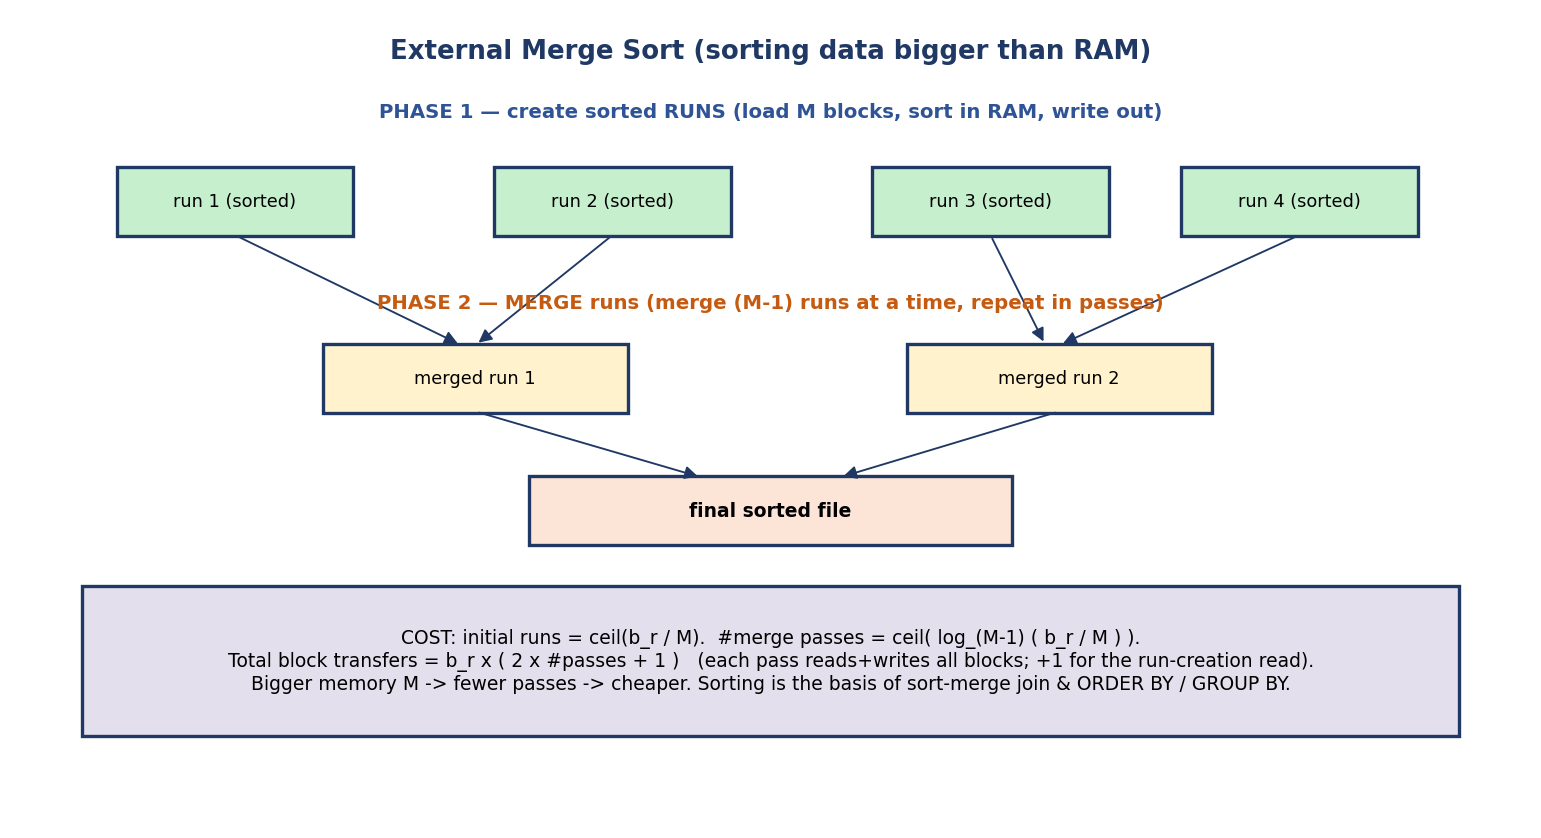 External Merge Sort (sorting data bigger than RAM)
PHASE 1 — create sorted RUNS (load M blocks, sort in RAM, write out)
run 1 (sorted)
run 2 (sorted)
run 3 (sorted)
run 4 (sorted)
PHASE 2 — MERGE runs (merge (M-1) runs at a time, repeat in passes)
merged run 1
merged run 2
final sorted file
COST: initial runs = ceil(b_r / M).  #merge passes = ceil( log_(M-1) ( b_r / M ) ).
Total block transfers = b_r x ( 2 x #passes + 1 )   (each pass reads+writes all blocks; +1 for the run-creation read).
Bigger memory M -> fewer passes -> cheaper. Sorting is the basis of sort-merge join & ORDER BY / GROUP BY.